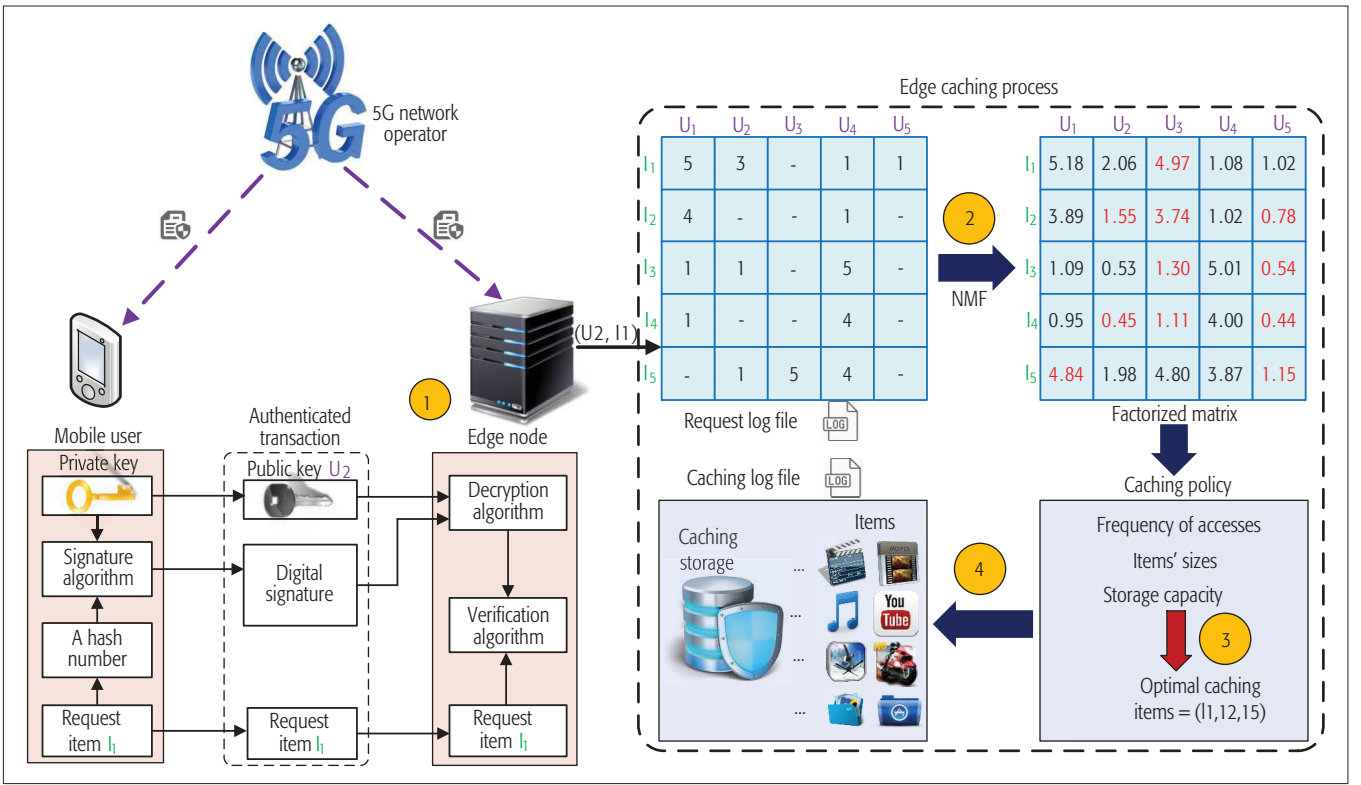 5G
5G network
operator
Mobile user
Private key
Signature
algorithm
A hash
number
Request
item I1
Authenticated
transaction
Public key U2
Digital
signature
Request
item I1
1
Edge node
Decryption
algorithm
Verification
algorithm
Request
item I1
(U2, I1)
Edge caching process
U1 U2 U3 U4 U5
I1 5 3 - 1 1
I2 4 - - 1 -
I3 1 1 - 5 -
I4 1 - - 4 -
I5 - 1 5 4 -
Request log file
LOG
2
NMF
U1 U2 U3 U4 U5
I1 5.18 2.06 4.97 1.08 1.02
I2 3.89 1.55 3.74 1.02 0.78
I3 1.09 0.53 1.30 5.01 0.54
I4 0.95 0.45 1.11 4.00 0.44
I5 4.84 1.98 4.80 3.87 1.15
Factorized matrix
Caching policy
Frequency of accesses
Items' sizes
Storage capacity
3
Optimal caching
items = (I1,12,15)
4
Caching log file
LOG
Caching
storage
Items
...
MOVIES
...
You
Tube
...
...